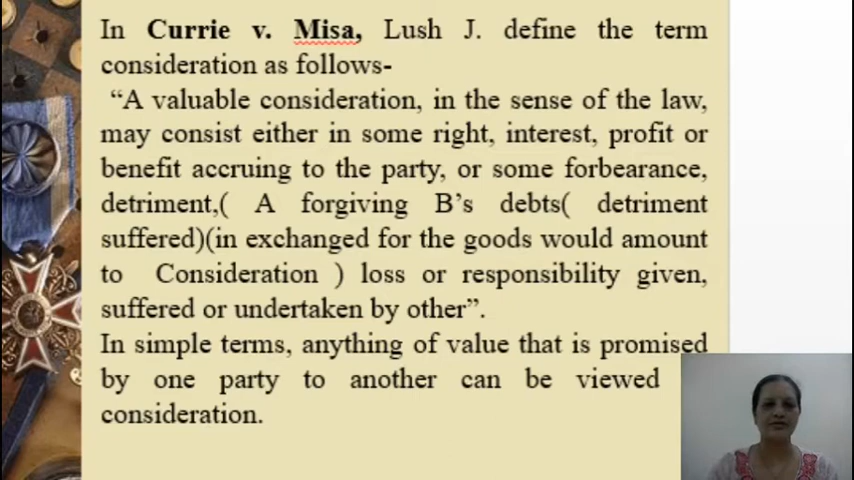 In Currie v. Misa, Lush J. define the term
consideration as follows-
“A valuable consideration, in the sense of the law,
may consist either in some right, interest, profit or
benefit accruing to the party, or some forbearance,
detriment,( A forgiving B’s debts( detriment
suffered)(in exchanged for the goods would amount
to Consideration ) loss or responsibility given,
suffered or undertaken by other”.
In simple terms, anything of value that is promised
by one party to another can be viewed
consideration.